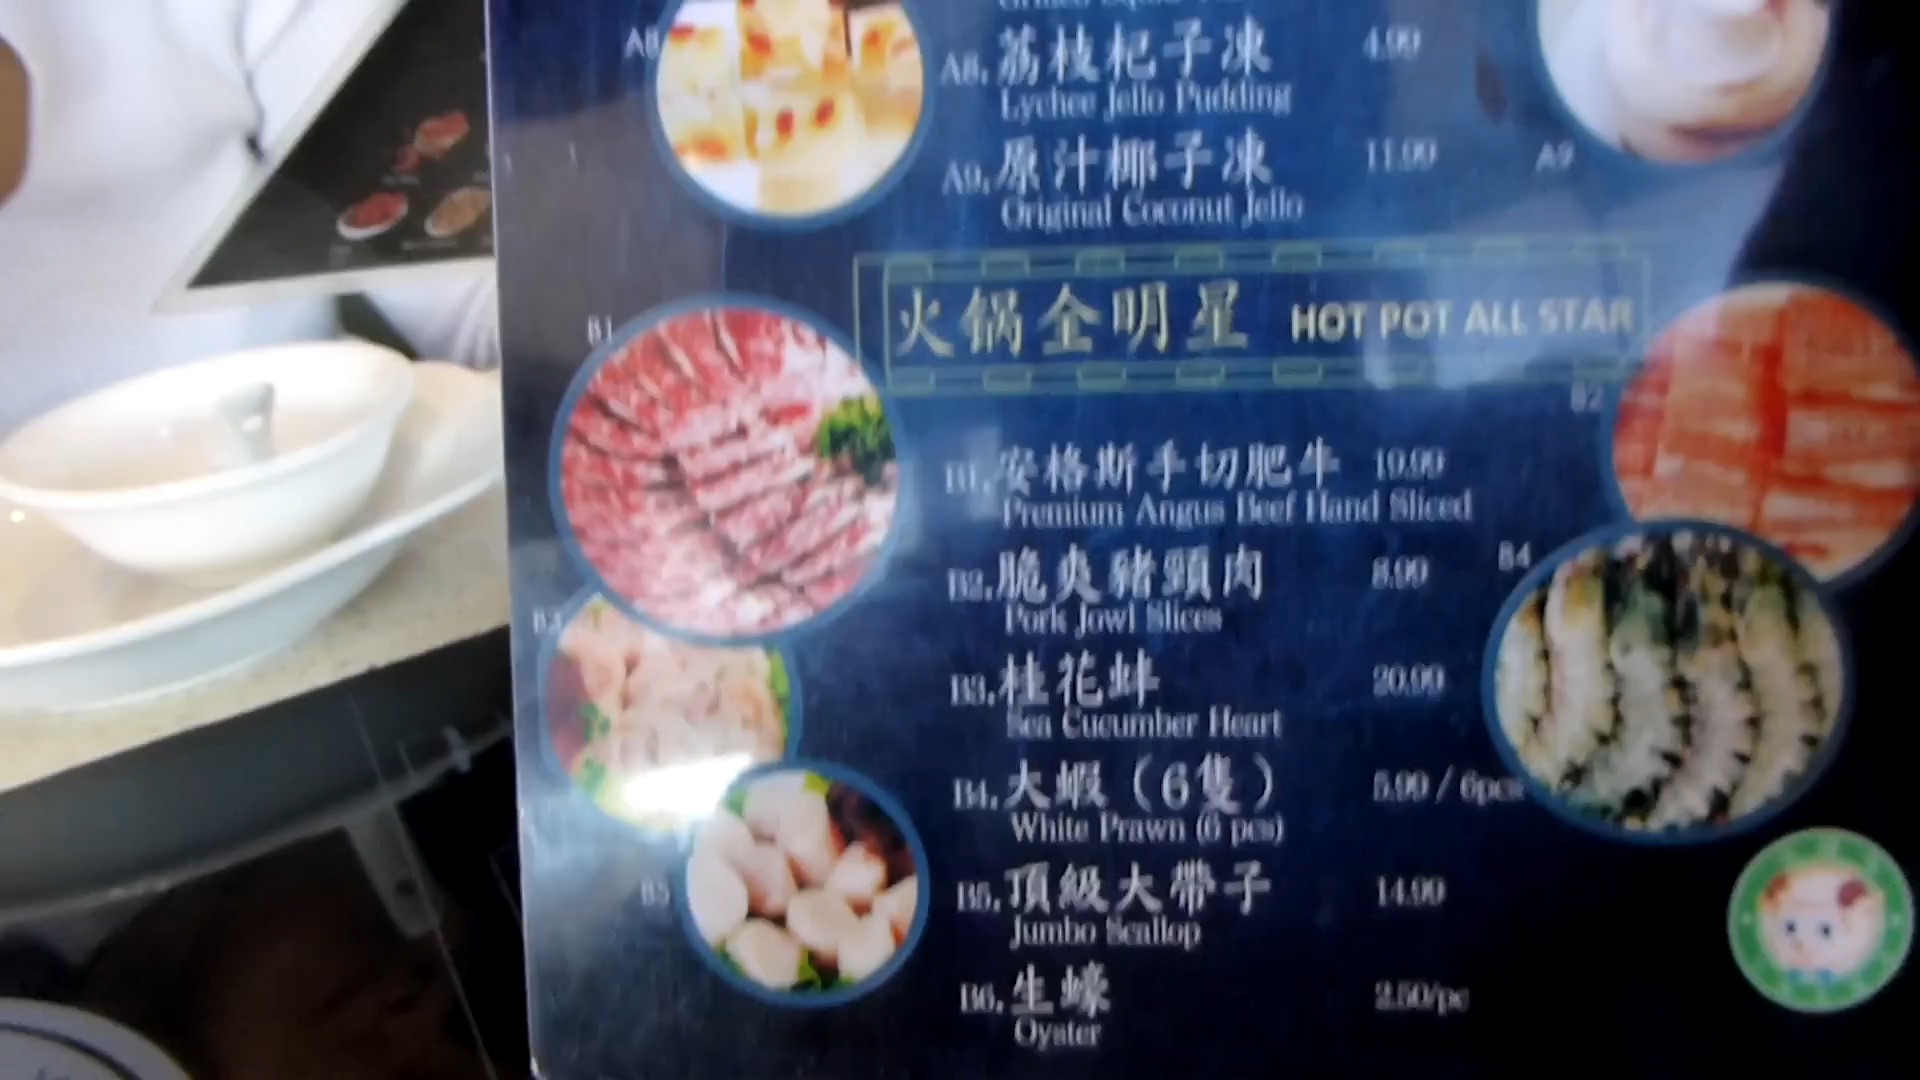 A8
A8. 荔枝杞子凍 4.99
Lychee Jello Pudding
A9. 原汁椰子凍 11.99
A9
Original Coconut Jello
火锅全明星 HOT POT ALL STAR
B1
B2
B1. 安格斯手切肥牛 19.99
Premium Angus Beef Hand Sliced
B2. 脆爽豬頸肉 8.99
B4
Pork Jowl Slices
B3
B3. 桂花蚌 20.99
Sea Cucumber Heart
B4. 大蝦（6隻） 5.99 / 6pcs
White Prawn (6 pcs)
B5
B5. 頂級大帶子 14.99
Jumbo Scallop
B6. 生蠔 2.50/pc
Oyster